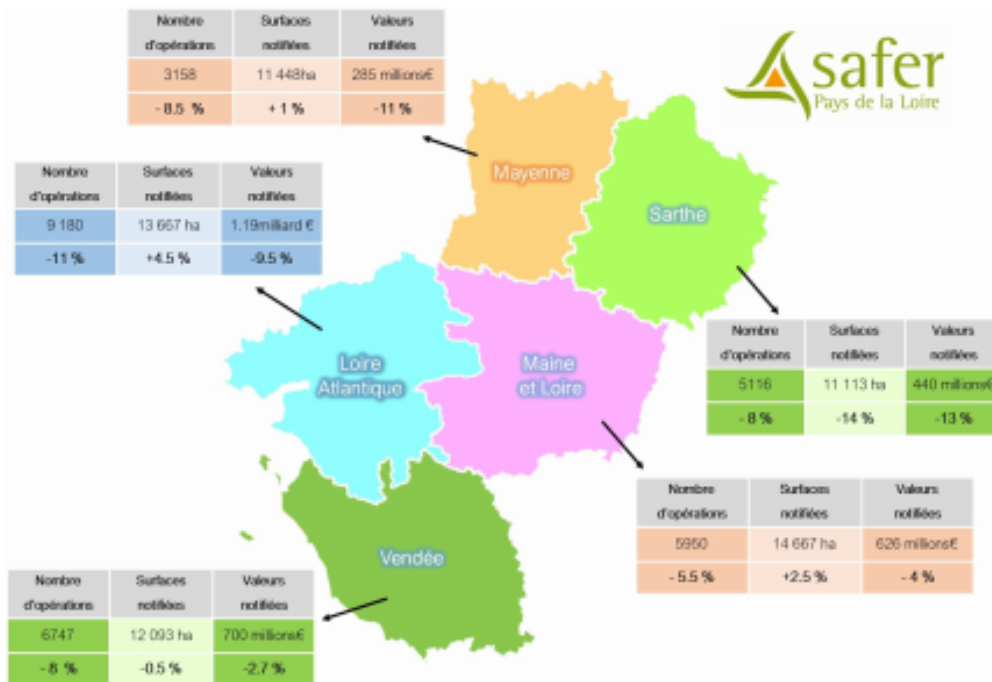 Nombre d'opérations Surfaces notifiées Valeurs notifiées
3158 11 448ha 285 millions€
- 8.5 % + 1 % -11 %
safer
Pays de la Loire
Mayenne
Sarthe
Nombre d'opérations Surfaces notifiées Valeurs notifiées
9 180 13 667 ha 1.19milliard €
-11 % +4.5 % -9.5 %
Loire
Atlantique
Maine
et Loire
Nombre d'opérations Surfaces notifiées Valeurs notifiées
5116 11 113 ha 440 millions€
- 8 % -14 % -13 %
Nombre d'opérations Surfaces notifiées Valeurs notifiées
5950 14 667 ha 626 millions€
- 5.5 % +2.5 % - 4 %
Vendée
Nombre d'opérations Surfaces notifiées Valeurs notifiées
6747 12 093 ha 700 millions€
- 8 % -0.5 % -2.7 %